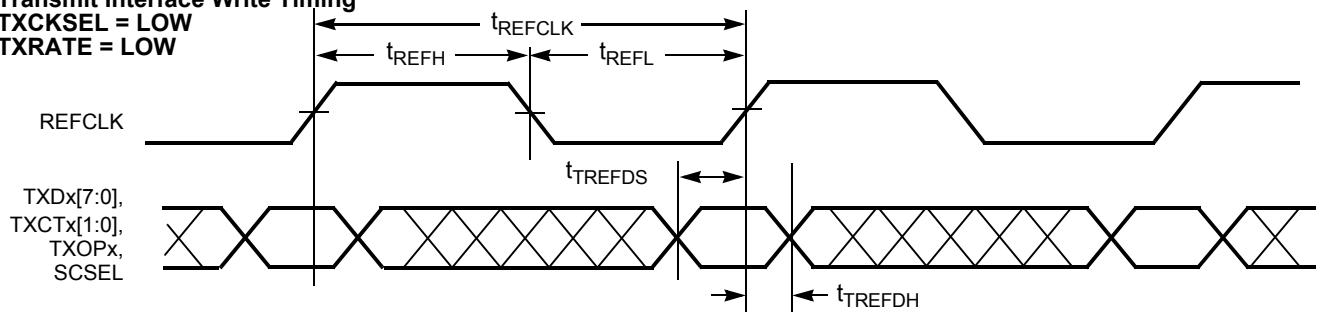 Transmit Interface Write Timing
TXCKSEL = LOW
TXRATE = LOW
tREFCLK
tREFH
tREFL
REFCLK
tTREFDS
TXDx[7:0],
TXCTx[1:0],
TXOPx,
SCSEL
tTREFDH